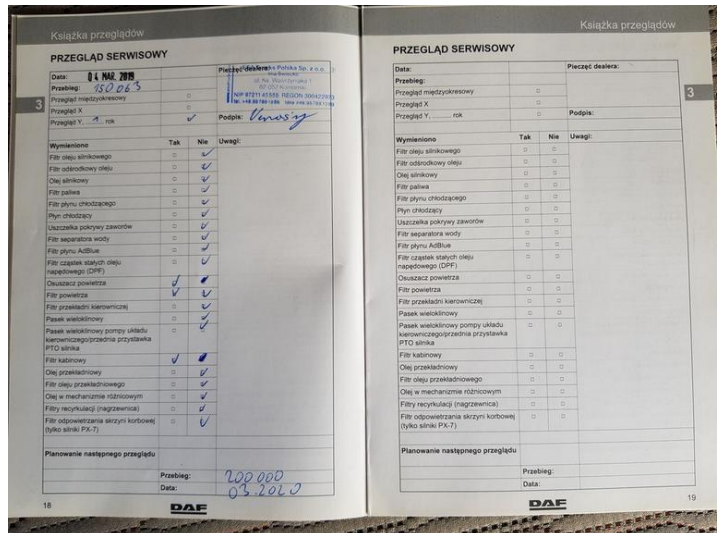 Książka przeglądów
PRZEGLĄD SERWISOWY
Data: 04 MAR. 2019
Przebieg: 150063
Przegląd międzyokresowy
Przegląd X
Przegląd Y, 1 rok
Pieczęć dealera:
Polska Sp. z o.o.
Podpis:
3
Wymieniono Tak Nie Uwagi:
Filtr oleju silnikowego
Filtr odśrodkowy oleju
Olej silnikowy
Filtr paliwa
Filtr płynu chłodzącego
Płyn chłodzący
Uszczelka pokrywy zaworów
Filtr separatora wody
Filtr płynu AdBlue
Filtr cząstek stałych oleju
napędowego (DPF)
Osuszacz powietrza
Filtr powietrza
Filtr przekładni kierowniczej
Pasek wieloklinowy
Pasek wieloklinowy pompy układu
kierowniczego/przednia przystawka
PTO silnika
Filtr kabinowy
Olej przekładniowy
Filtr oleju przekładniowego
Olej w mechanizmie różnicowym
Filtry recyrkulacji (nagrzewnica)
Filtr odpowietrzania skrzyni korbowej
(tylko silniki PX-7)
Planowanie następnego przeglądu
Przebieg: 200 000
Data: 03.2020
18
DAF
Książka przeglądów
PRZEGLĄD SERWISOWY
Data:
Przebieg:
Przegląd międzyokresowy
Przegląd X
Przegląd Y, ...... rok
Pieczęć dealera:
Podpis:
3
Wymieniono Tak Nie Uwagi:
Filtr oleju silnikowego
Filtr odśrodkowy oleju
Olej silnikowy
Filtr paliwa
Filtr płynu chłodzącego
Płyn chłodzący
Uszczelka pokrywy zaworów
Filtr separatora wody
Filtr płynu AdBlue
Filtr cząstek stałych oleju
napędowego (DPF)
Osuszacz powietrza
Filtr powietrza
Filtr przekładni kierowniczej
Pasek wieloklinowy
Pasek wieloklinowy pompy układu
kierowniczego/przednia przystawka
PTO silnika
Filtr kabinowy
Olej przekładniowy
Filtr oleju przekładniowego
Olej w mechanizmie różnicowym
Filtry recyrkulacji (nagrzewnica)
Filtr odpowietrzania skrzyni korbowej
(tylko silniki PX-7)
Planowanie następnego przeglądu
Przebieg:
Data:
DAF
19